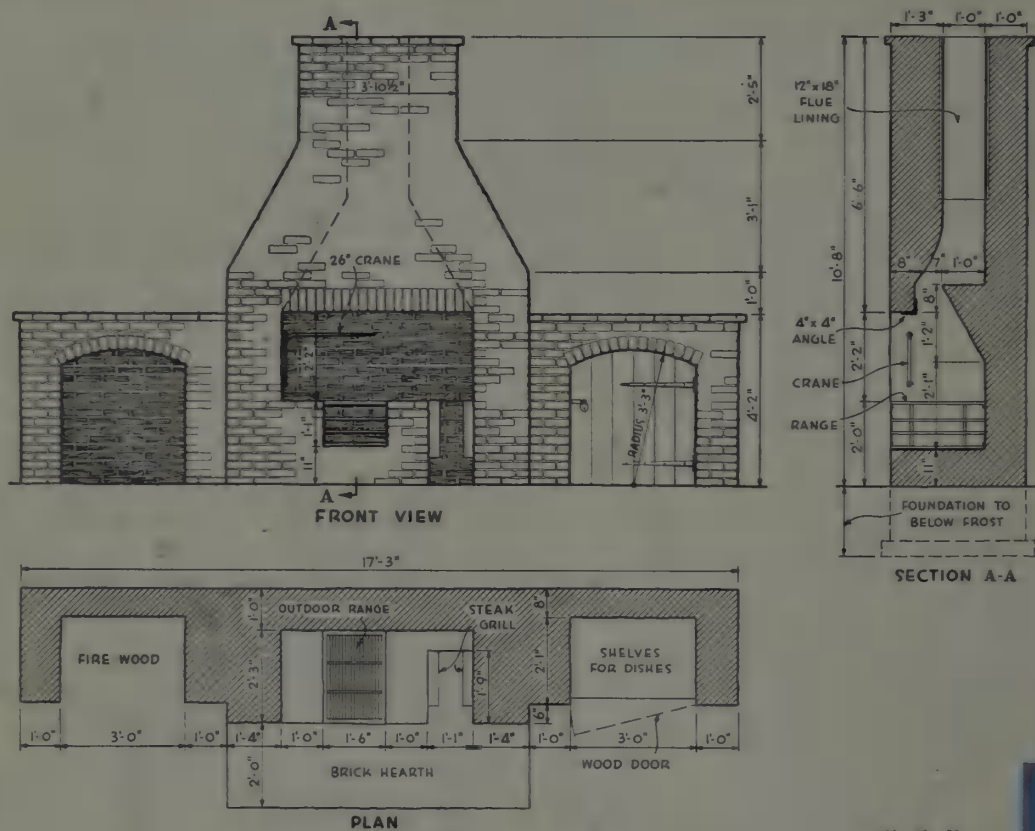 A
3'-10½"
2'-5"
3'-1"
1'-0"
4'-2"
26" CRANE
2'-2"
1'-1"
11"
RADIUS 3'-3"
A
FRONT VIEW
1'-3"
1'-0"
1'-0"
12" x 18"
FLUE
LINING
10'-8"
6'-6"
8"
7"
1'-0"
8"
4" x 4"
ANGLE
2'-2"
1'-2"
CRANE
2'-1"
RANGE
2'-0"
11"
FOUNDATION TO
BELOW FROST
SECTION A-A
17'-3"
1'-0"
OUTDOOR RANGE
STEAK
GRILL
8"
FIRE WOOD
2'-3"
1'-9"
2'-1"
SHELVES
FOR DISHES
6"
1'-0"
3'-0"
1'-0"
1'-4"
1'-0"
1'-6"
1'-0"
1'-1"
1'-4"
1'-0"
3'-0"
1'-0"
2'-0"
BRICK HEARTH
WOOD DOOR
PLAN